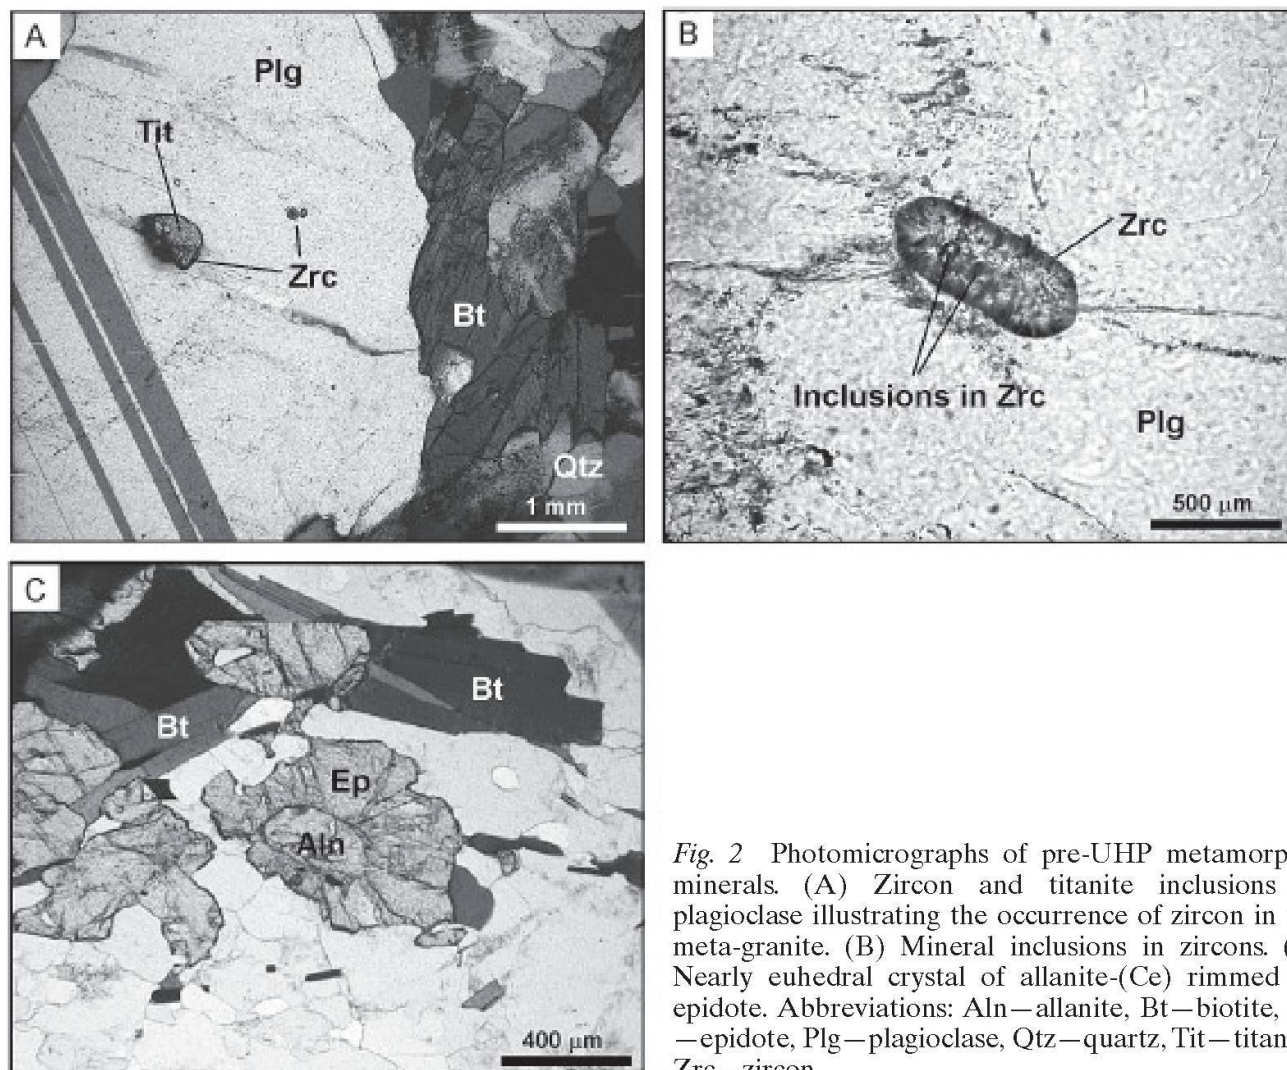 A
Plg
Tit
Zrc
Bt
Qtz
1 mm
B
Zrc
Inclusions in Zrc
Plg
500 μm
C
Bt
Bt
Ep
Aln
400 μm
Fig. 2 Photomicrographs of pre-UHP metamorp
minerals. (A) Zircon and titanite inclusions
plagioclase illustrating the occurrence of zircon in
meta-granite. (B) Mineral inclusions in zircons. (
Nearly euhedral crystal of allanite-(Ce) rimmed
epidote. Abbreviations: Aln—allanite, Bt—biotite,
—epidote, Plg—plagioclase, Qtz—quartz, Tit—titan
Zrc—zircon